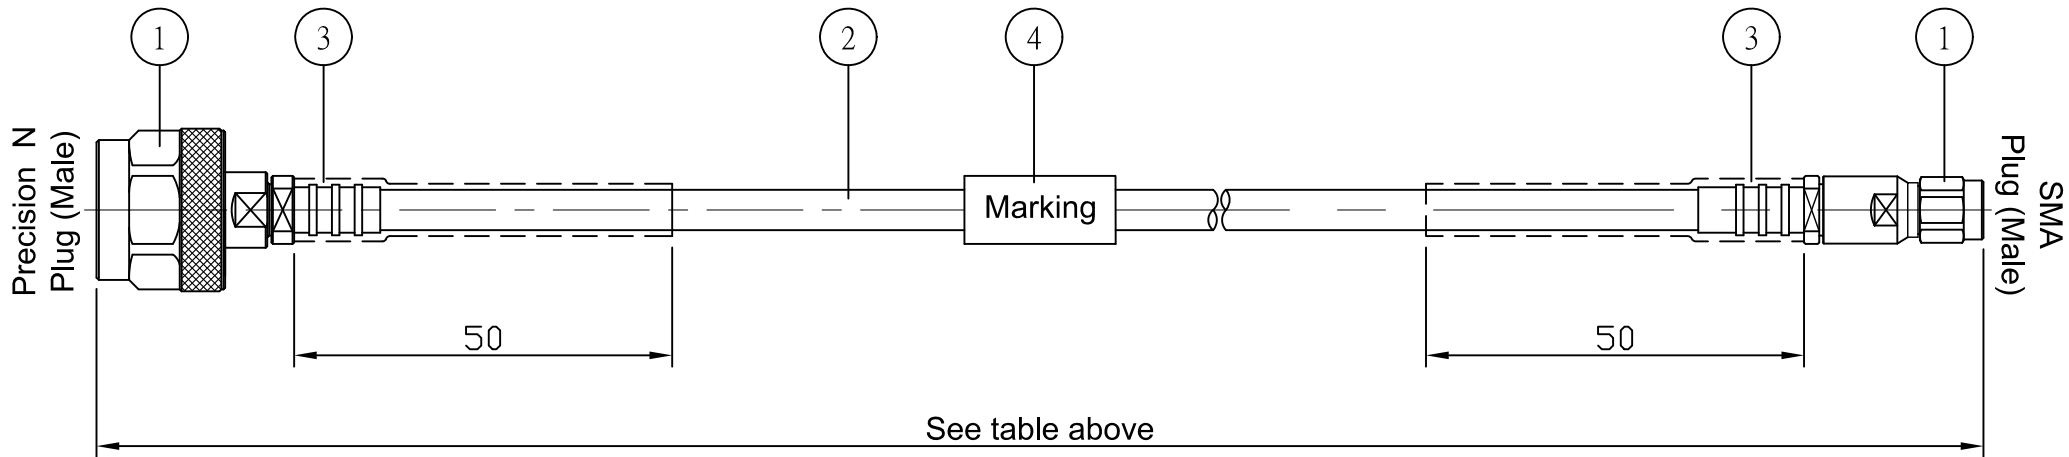 1
3
2
4
3
1
Precision N
Plug (Male)
Marking
SMA
Plug (Male)
50
50
See table above